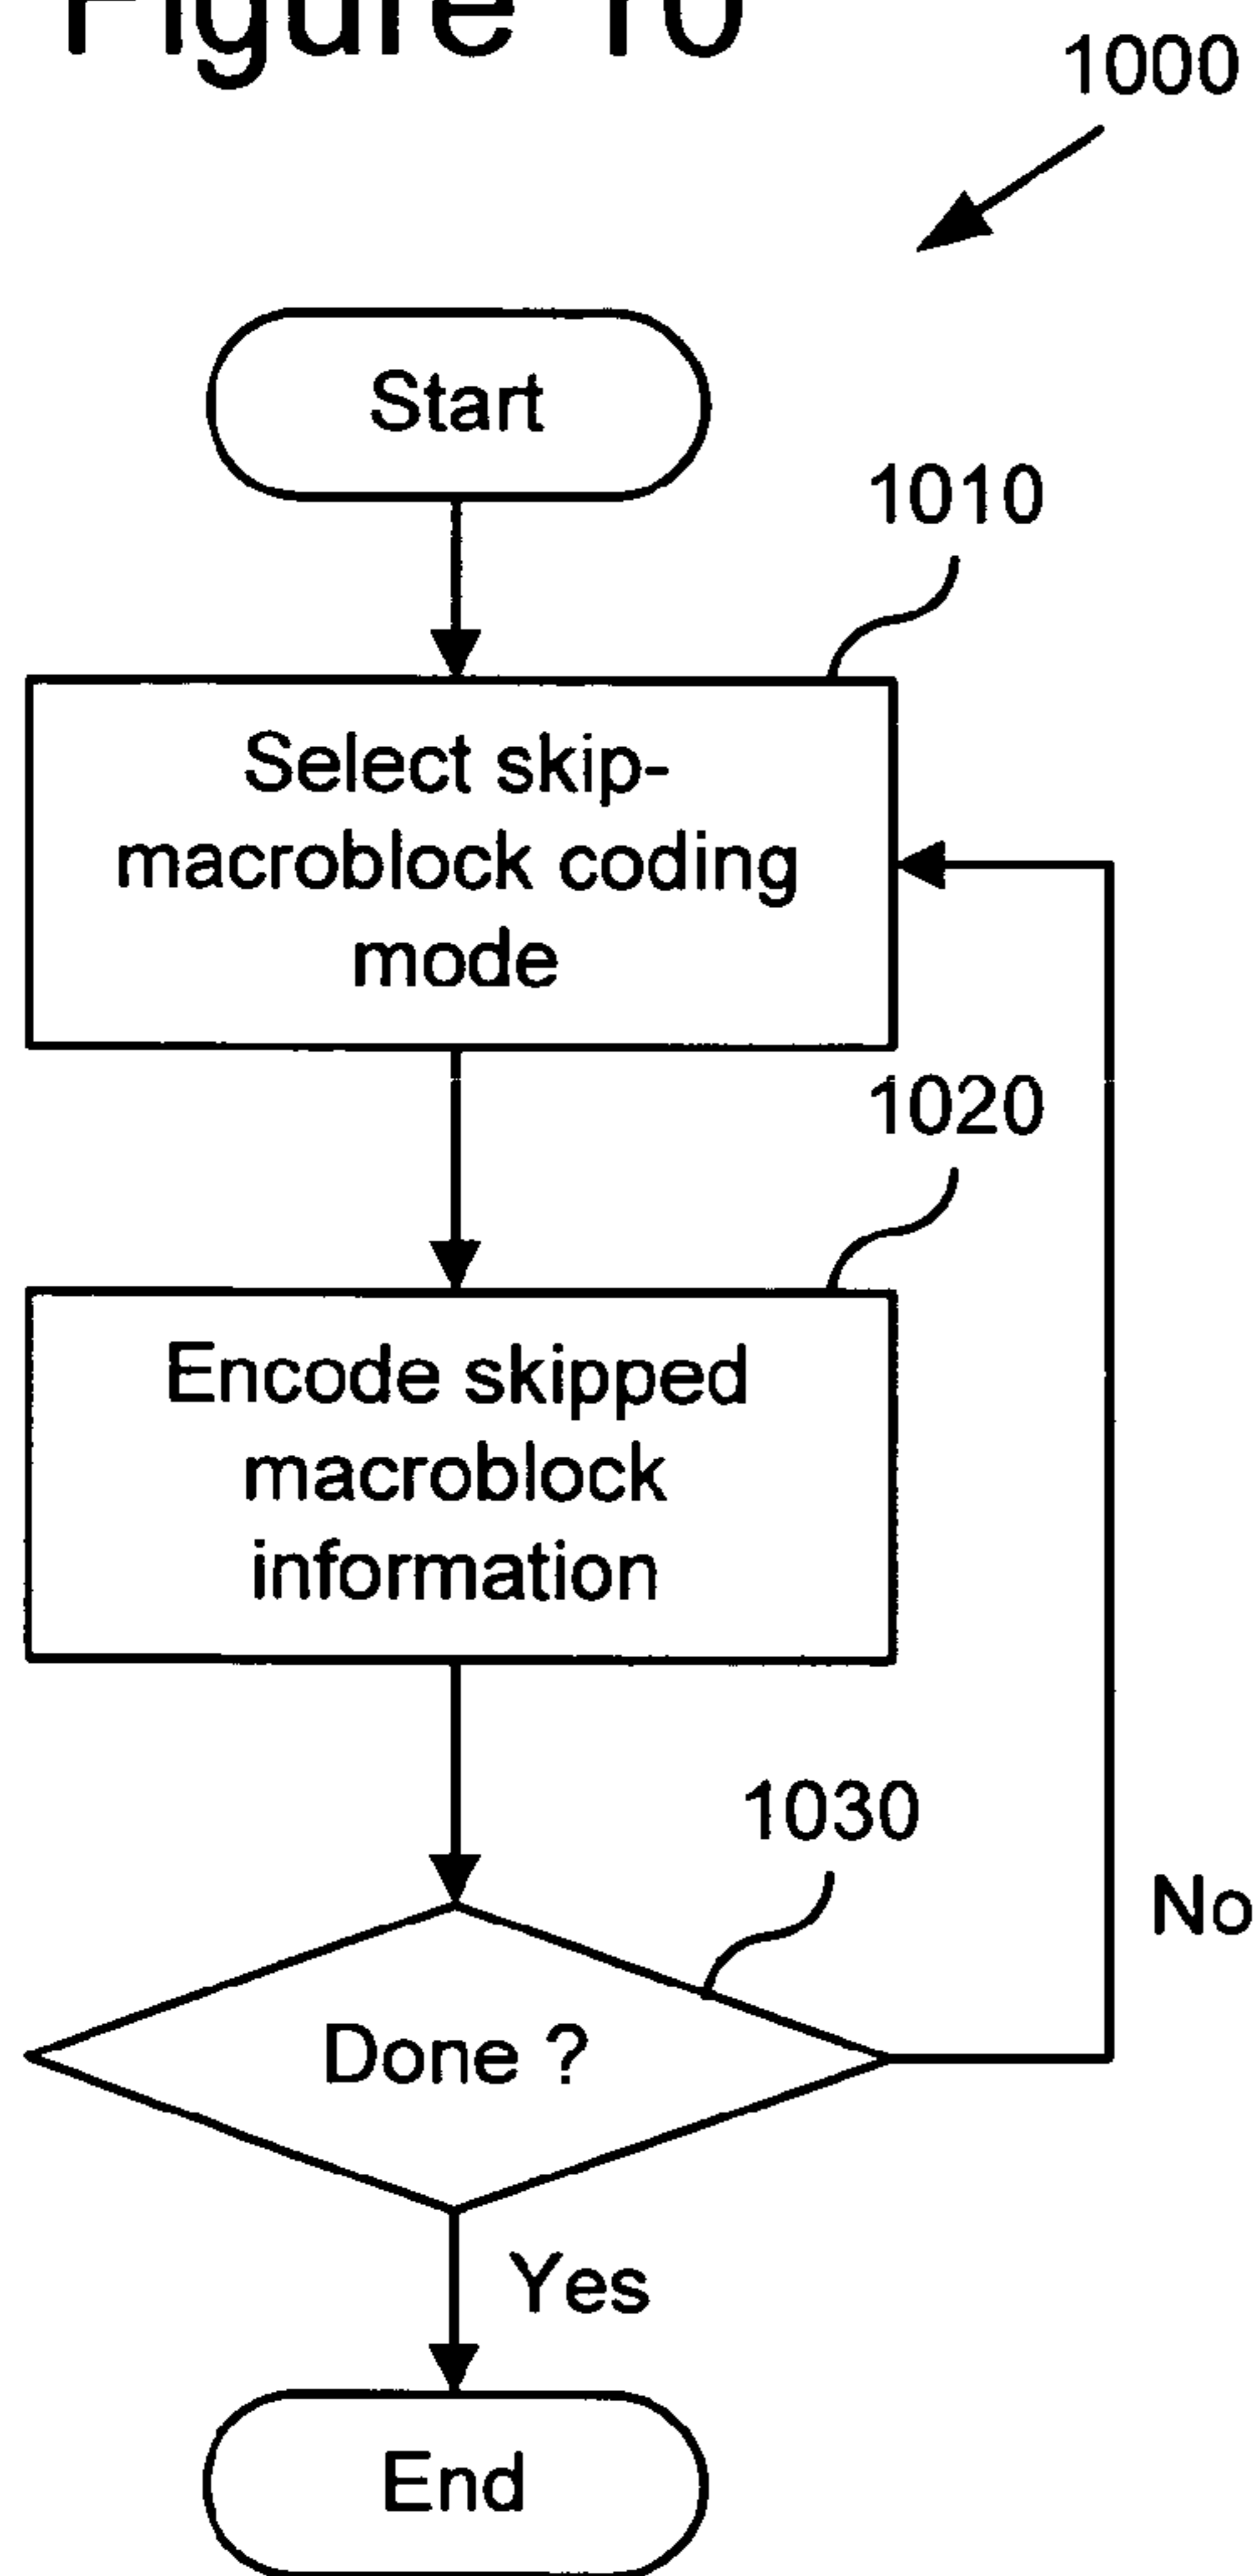 Figure 10
1000
Start
1010
Select skip-
macroblock coding
mode
1020
Encode skipped
macroblock
information
1030
Done ?
No
Yes
End